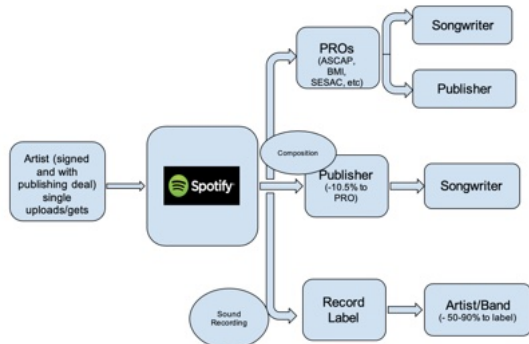 Songwriter
PROs
(ASCAP,
BMI,
SESAC, etc)
Publisher
Composition
Artist (signed
and with
publishing deal)
single
uploads/gets
Spotify
Publisher
(-10.5% to
PRO)
Songwriter
Sound
Recording
Record
Label
Artist/Band
(- 50-90% to label)